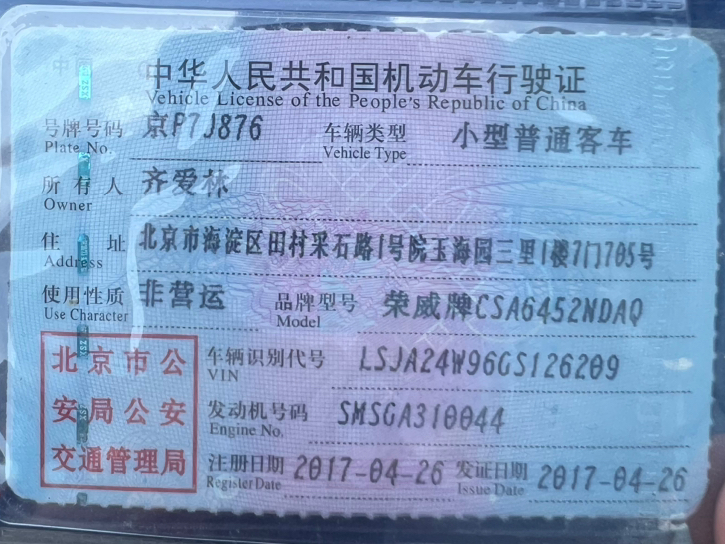 中华人民共和国机动车行驶证
Vehicle License of the People's Republic of China
号牌号码 京P7J876 车辆类型 小型普通客车
Plate No. Vehicle Type
所有人 齐爱林
Owner
住址 北京市海淀区田村采石路1号院玉海园三里1楼7门705号
Address
使用性质 非营运 品牌型号 荣威牌CSA6452NDAQ
Use Character Model
北京市公 车辆识别代号 LSJA24W96GS126209
VIN
安局公安 发动机号码 SMSGA310044
Engine No.
交通管理局 注册日期 2017-04-26 发证日期 2017-04-26
Register Date Issue Date